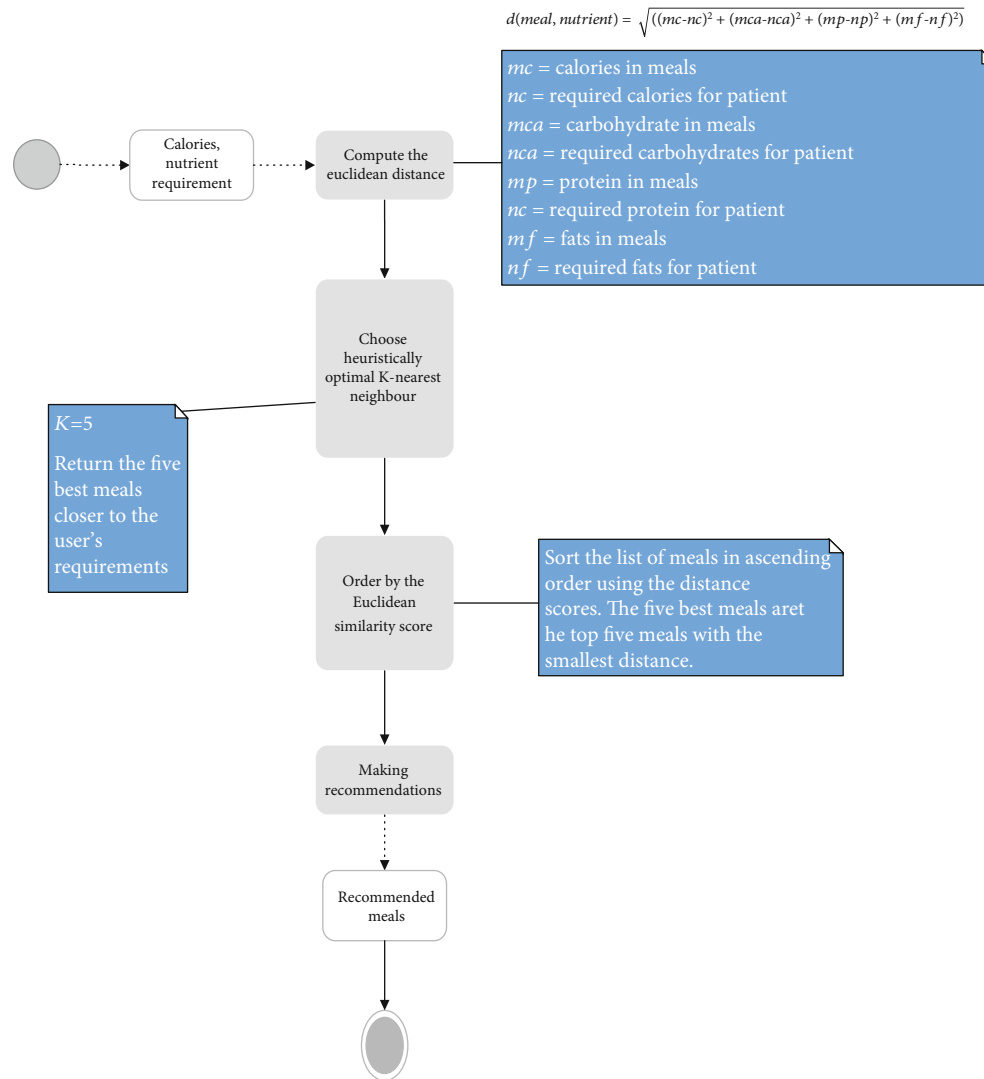 d(meal, nutrient) = √((mc-nc)² + (mca-nca)² + (mp-np)² + (mf-nf)²)
mc = calories in meals
nc = required calories for patient
mca = carbohydrate in meals
nca = required carbohydrates for patient
mp = protein in meals
nc = required protein for patient
mf = fats in meals
nf = required fats for patient
Calories,
nutrient
requirement
Compute the
euclidean distance
Choose
heuristically
optimal K-nearest
neighbour
K=5
Return the five
best meals
closer to the
user's
requirements
Order by the
Euclidean
similarity score
Sort the list of meals in ascending
order using the distance
scores. The five best meals aret
he top five meals with the
smallest distance.
Making
recommendations
Recommended
meals